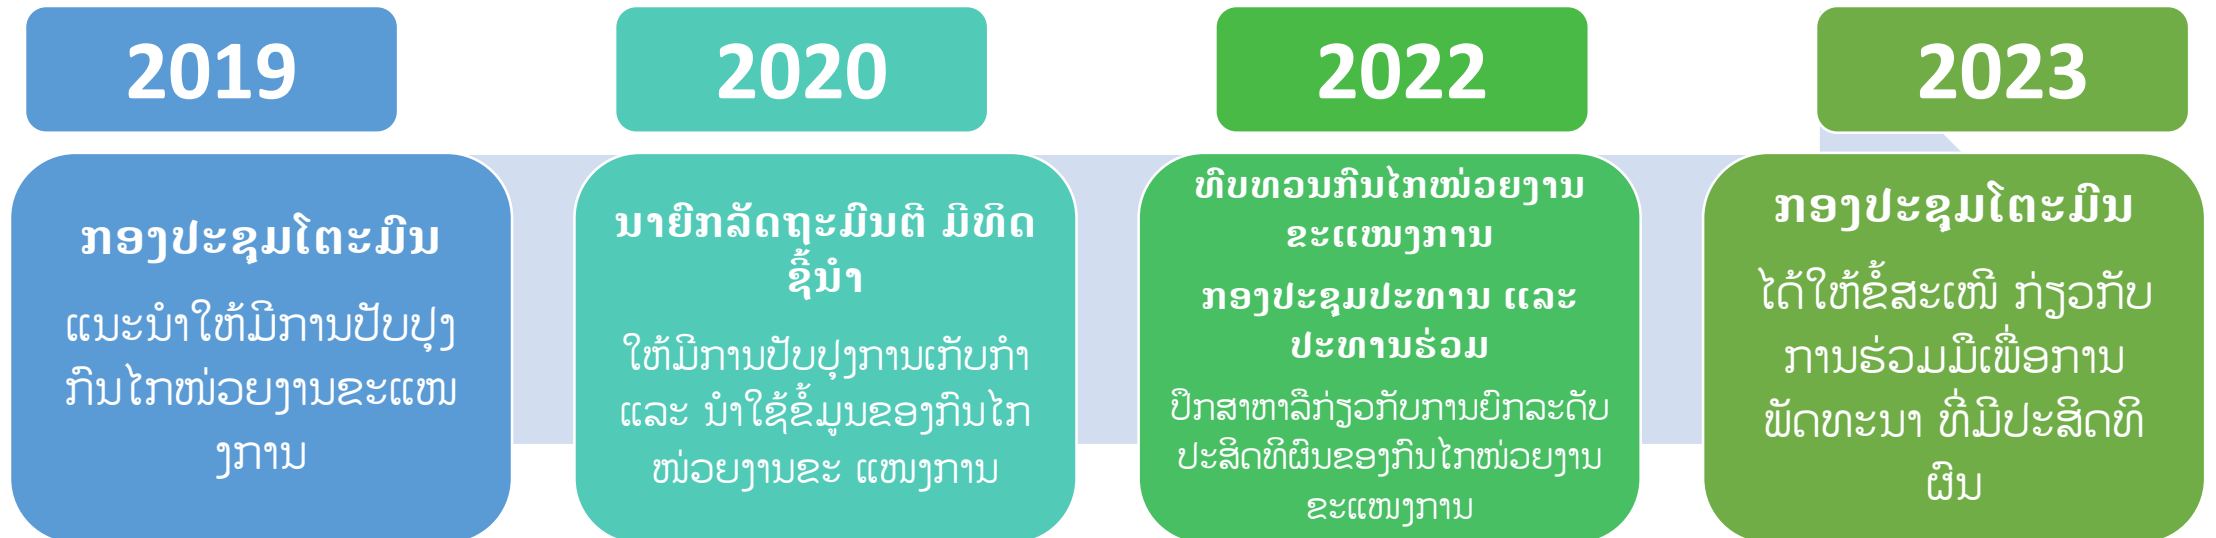 2019
ກອງປະຊຸມໂຕະມົນ
ແນະນໍາໃຫ້ມີການປັບປຸງ
ກົນໄກໜ່ວຍງານຂະແໜ
ງການ
2020
ນາຍົກລັດຖະມົນຕີ ມີທິດ
ຊີ້ນໍາ
ໃຫ້ມີການປັບປຸງການເກັບກໍາ
ແລະ ນໍາໃຊ້ຂໍ້ມູນຂອງກົນໄກ
ໜ່ວຍງານຂະ ແໜງການ
2022
ທົບທວນກົນໄກໜ່ວຍງານ
ຂະແໜງການ
ກອງປະຊຸມປະທານ ແລະ
ປະທານຮ່ວມ
ປຶກສາຫາລືກ່ຽວກັບການຍົກລະດັບ
ປະສິດທິຜົນຂອງກົນໄກໜ່ວຍງານ
ຂະແໜງການ
2023
ກອງປະຊຸມໂຕະມົນ
ໄດ້ໃຫ້ຂໍ້ສະເໜີ ກ່ຽວກັບ
ການຮ່ວມມືເພື່ອການ
ພັດທະນາ ທີ່ມີປະສິດທິ
ຜົນ